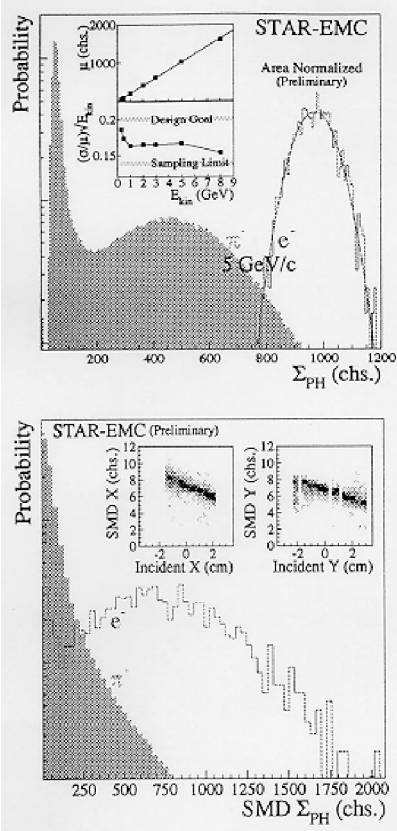 STAR-EMC
Probability
Area Normalized
(Preliminary)
μ (chs.)
2000
1000
(σ/μ)√E_kin
0.2
0.15
Design Goal
Sampling Limit
0 1 2 3 4 5 6 7 8 9
E_kin (GeV)
π⁻ e⁻
5 GeV/c
200 400 600 800 1000 1200
Σ_PH (chs.)
STAR-EMC (Preliminary)
Probability
SMD X (chs.)
12
10
8
6
4
2
0
-2 0 2
Incident X (cm)
SMD Y (chs.)
12
10
8
6
4
2
0
-2 0 2
Incident Y (cm)
e⁻
π⁻
250 500 750 1000 1250 1500 1750 2000
SMD Σ_PH (chs.)